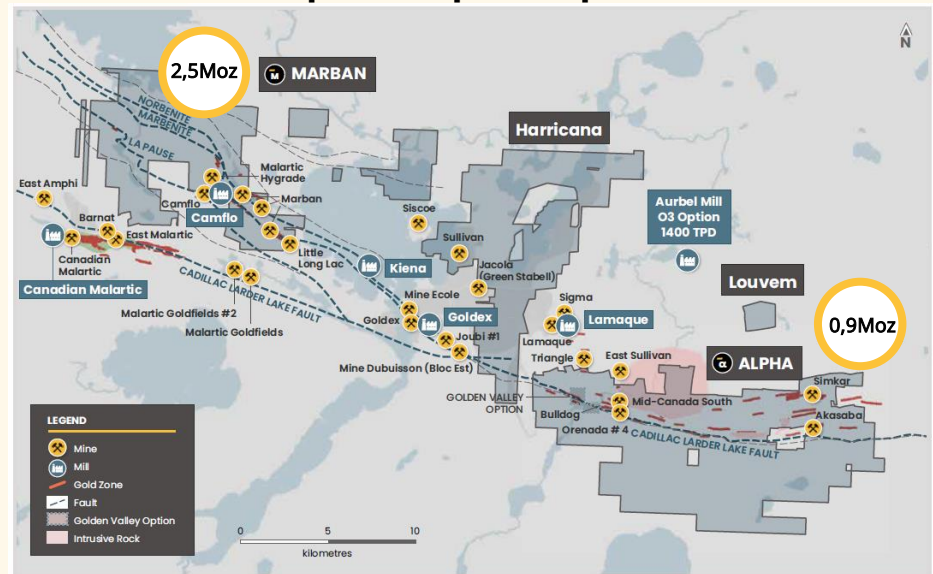 2,5Moz
MARBAN
N
NORBENITE
MARBENITE
LA PAUSE
Harricana
East Amphi
Malartic
Hygrade
Camflo
Marban
Camflo
Siscoe
Aurbel Mill
O3 Option
1400 TPD
Barnat
East Malartic
Sullivan
Little
Long Lac
Canadian
Malartic
Kiena
Jacola
(Green Stabell)
Canadian Malartic
CADILLAC LARDER LAKE FAULT
Louvem
Malartic Goldfields #2
Malartic Goldfields
Mine Ecole
Goldex
Goldex
Sigma
Lamaque
Lamaque
0,9Moz
Joubi #1
Mine Dubuisson (Bloc Est)
Triangle
East Sullivan
ALPHA
Simkar
GOLDEN VALLEY
OPTION
Mid-Canada South
Bulldog
Akasaba
Orenada # 4
CADILLAC LARDER LAKE FAULT
LEGEND
Mine
Mill
Gold Zone
Fault
Golden Valley Option
Intrusive Rock
0 5 10
kilometres